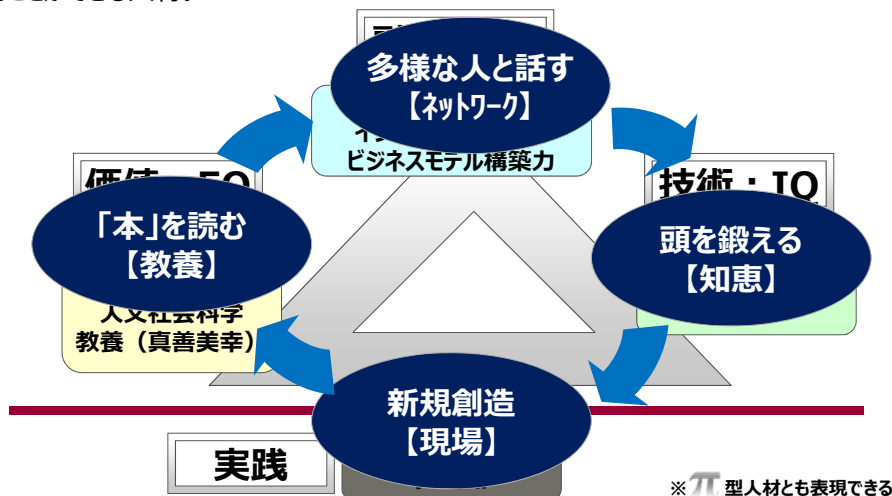 多様な人と話す
【ネットワーク】
ビジネスモデル構築力
価値・EQ
技術・IQ
「本」を読む
【教養】
頭を鍛える
【知恵】
人文社会科学
教養(真善美幸)
新規創造
【現場】
実践
※π型人材とも表現できる